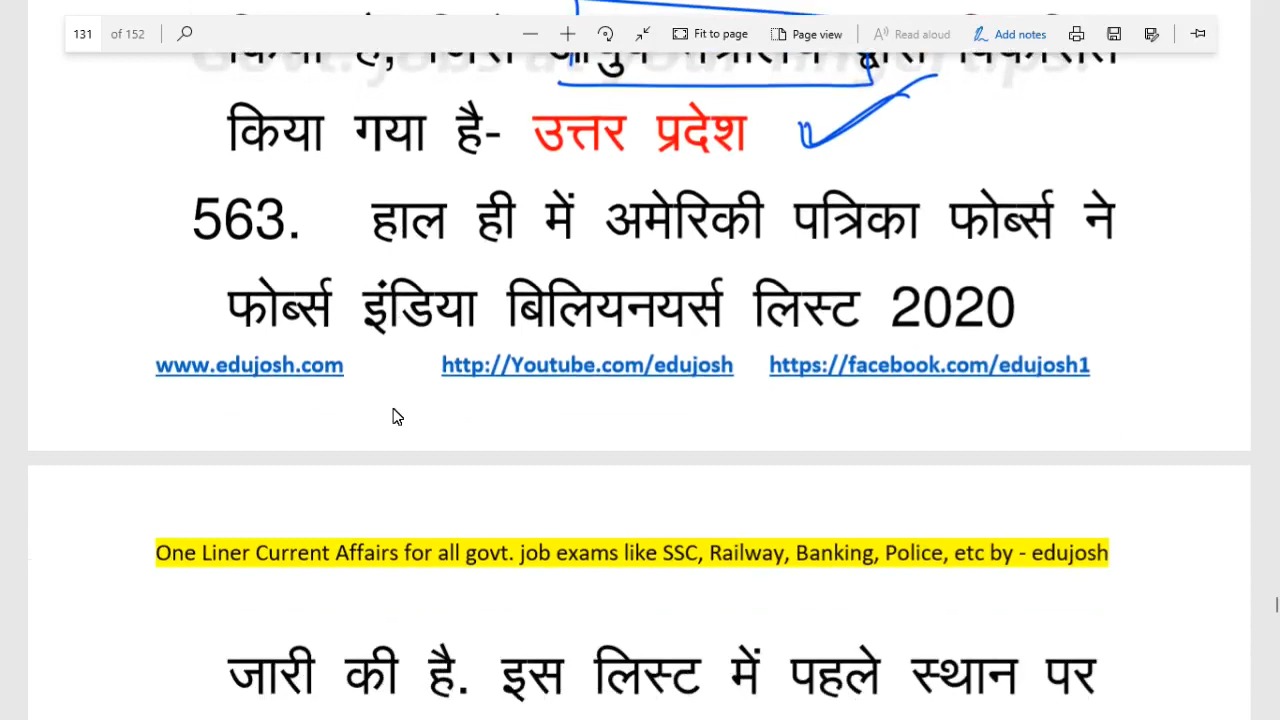 131 of 152 Fit to page Page view Read aloud Add notes
किया गया है- उत्तर प्रदेश
563. हाल ही में अमेरिकी पत्रिका फोर्ब्स ने
फोर्ब्स इंडिया बिलियनयर्स लिस्ट 2020
www.edujosh.com http://Youtube.com/edujosh https://facebook.com/edujosh1
One Liner Current Affairs for all govt. job exams like SSC, Railway, Banking, Police, etc by - edujosh
जारी की है. इस लिस्ट में पहले स्थान पर